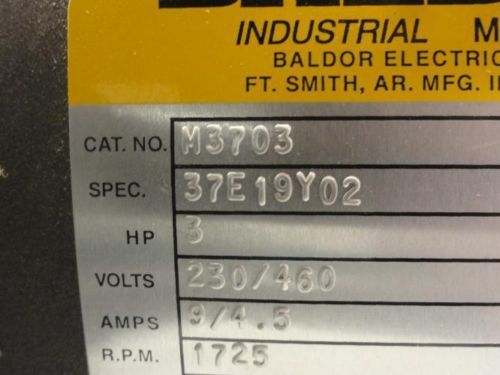 INDUSTRIAL
BALDOR ELECTRIC
FT. SMITH, AR. MFG.
CAT. NO. M3703
SPEC. 37E19Y02
HP 3
VOLTS 230/460
AMPS 9/4.5
R.P.M. 1725